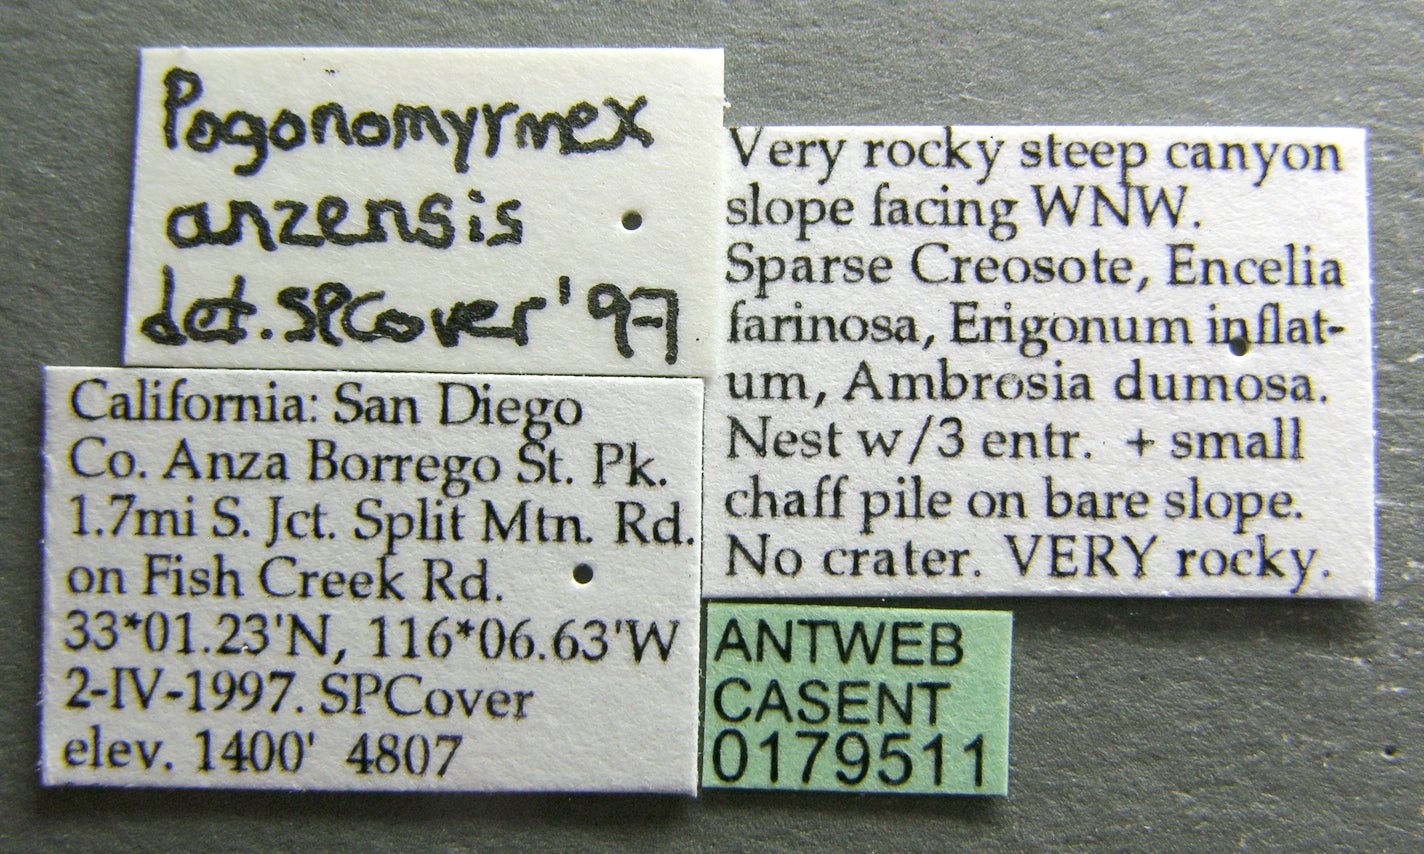 Pogonomyrmex
anzensis
det. SPCover '97
California: San Diego
Co. Anza Borrego St. Pk.
1.7mi S. Jct. Split Mtn. Rd.
on Fish Creek Rd.
33*01.23'N, 116*06.63'W
2-IV-1997. SPCover
elev. 1400' 4807
Very rocky steep canyon
slope facing WNW.
Sparse Creosote, Encelia
farinosa, Erigonum inflat-
um, Ambrosia dumosa.
Nest w/3 entr. + small
chaff pile on bare slope.
No crater. VERY rocky.
ANTWEB
CASENT
0179511